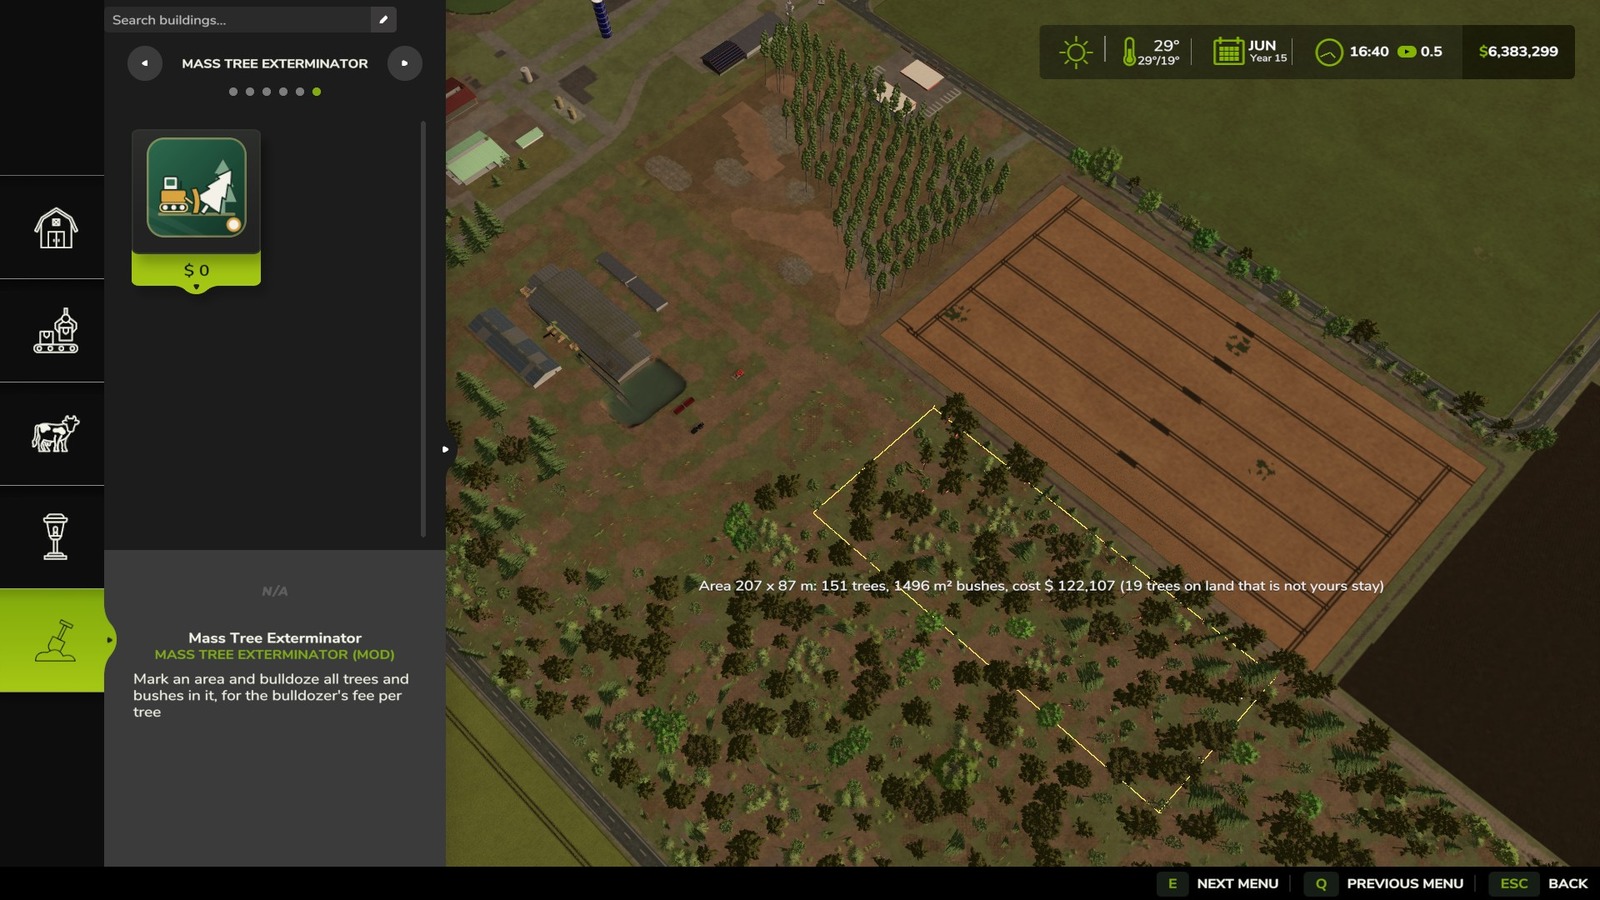 Search buildings...
MASS TREE EXTERMINATOR
$ 0
29°
29°/19°
JUN
Year 15
16:40
0.5
$6,383,299
Area 207 x 87 m: 151 trees, 1496 m² bushes, cost $ 122,107 (19 trees on land that is not yours stay)
N/A
Mass Tree Exterminator
MASS TREE EXTERMINATOR (MOD)
Mark an area and bulldoze all trees and
bushes in it, for the bulldozer's fee per
tree
E NEXT MENU
Q PREVIOUS MENU
ESC BACK